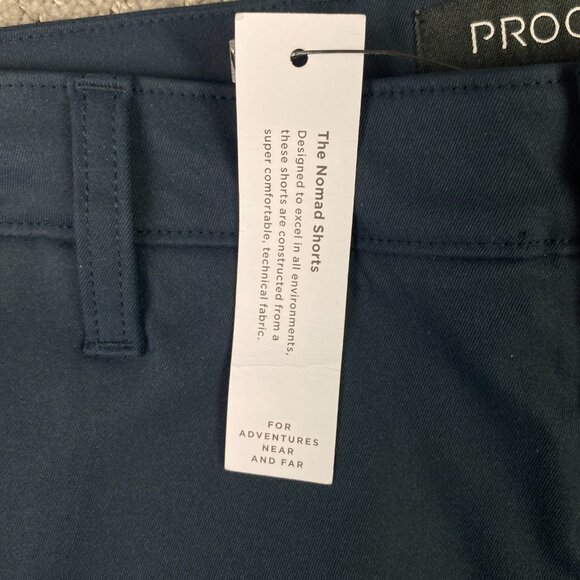 PROO
The Nomad Shorts
Designed to excel in all environments,
these shorts are constructed from a
super comfortable, technical fabric.
FOR
ADVENTURES
NEAR
AND FAR